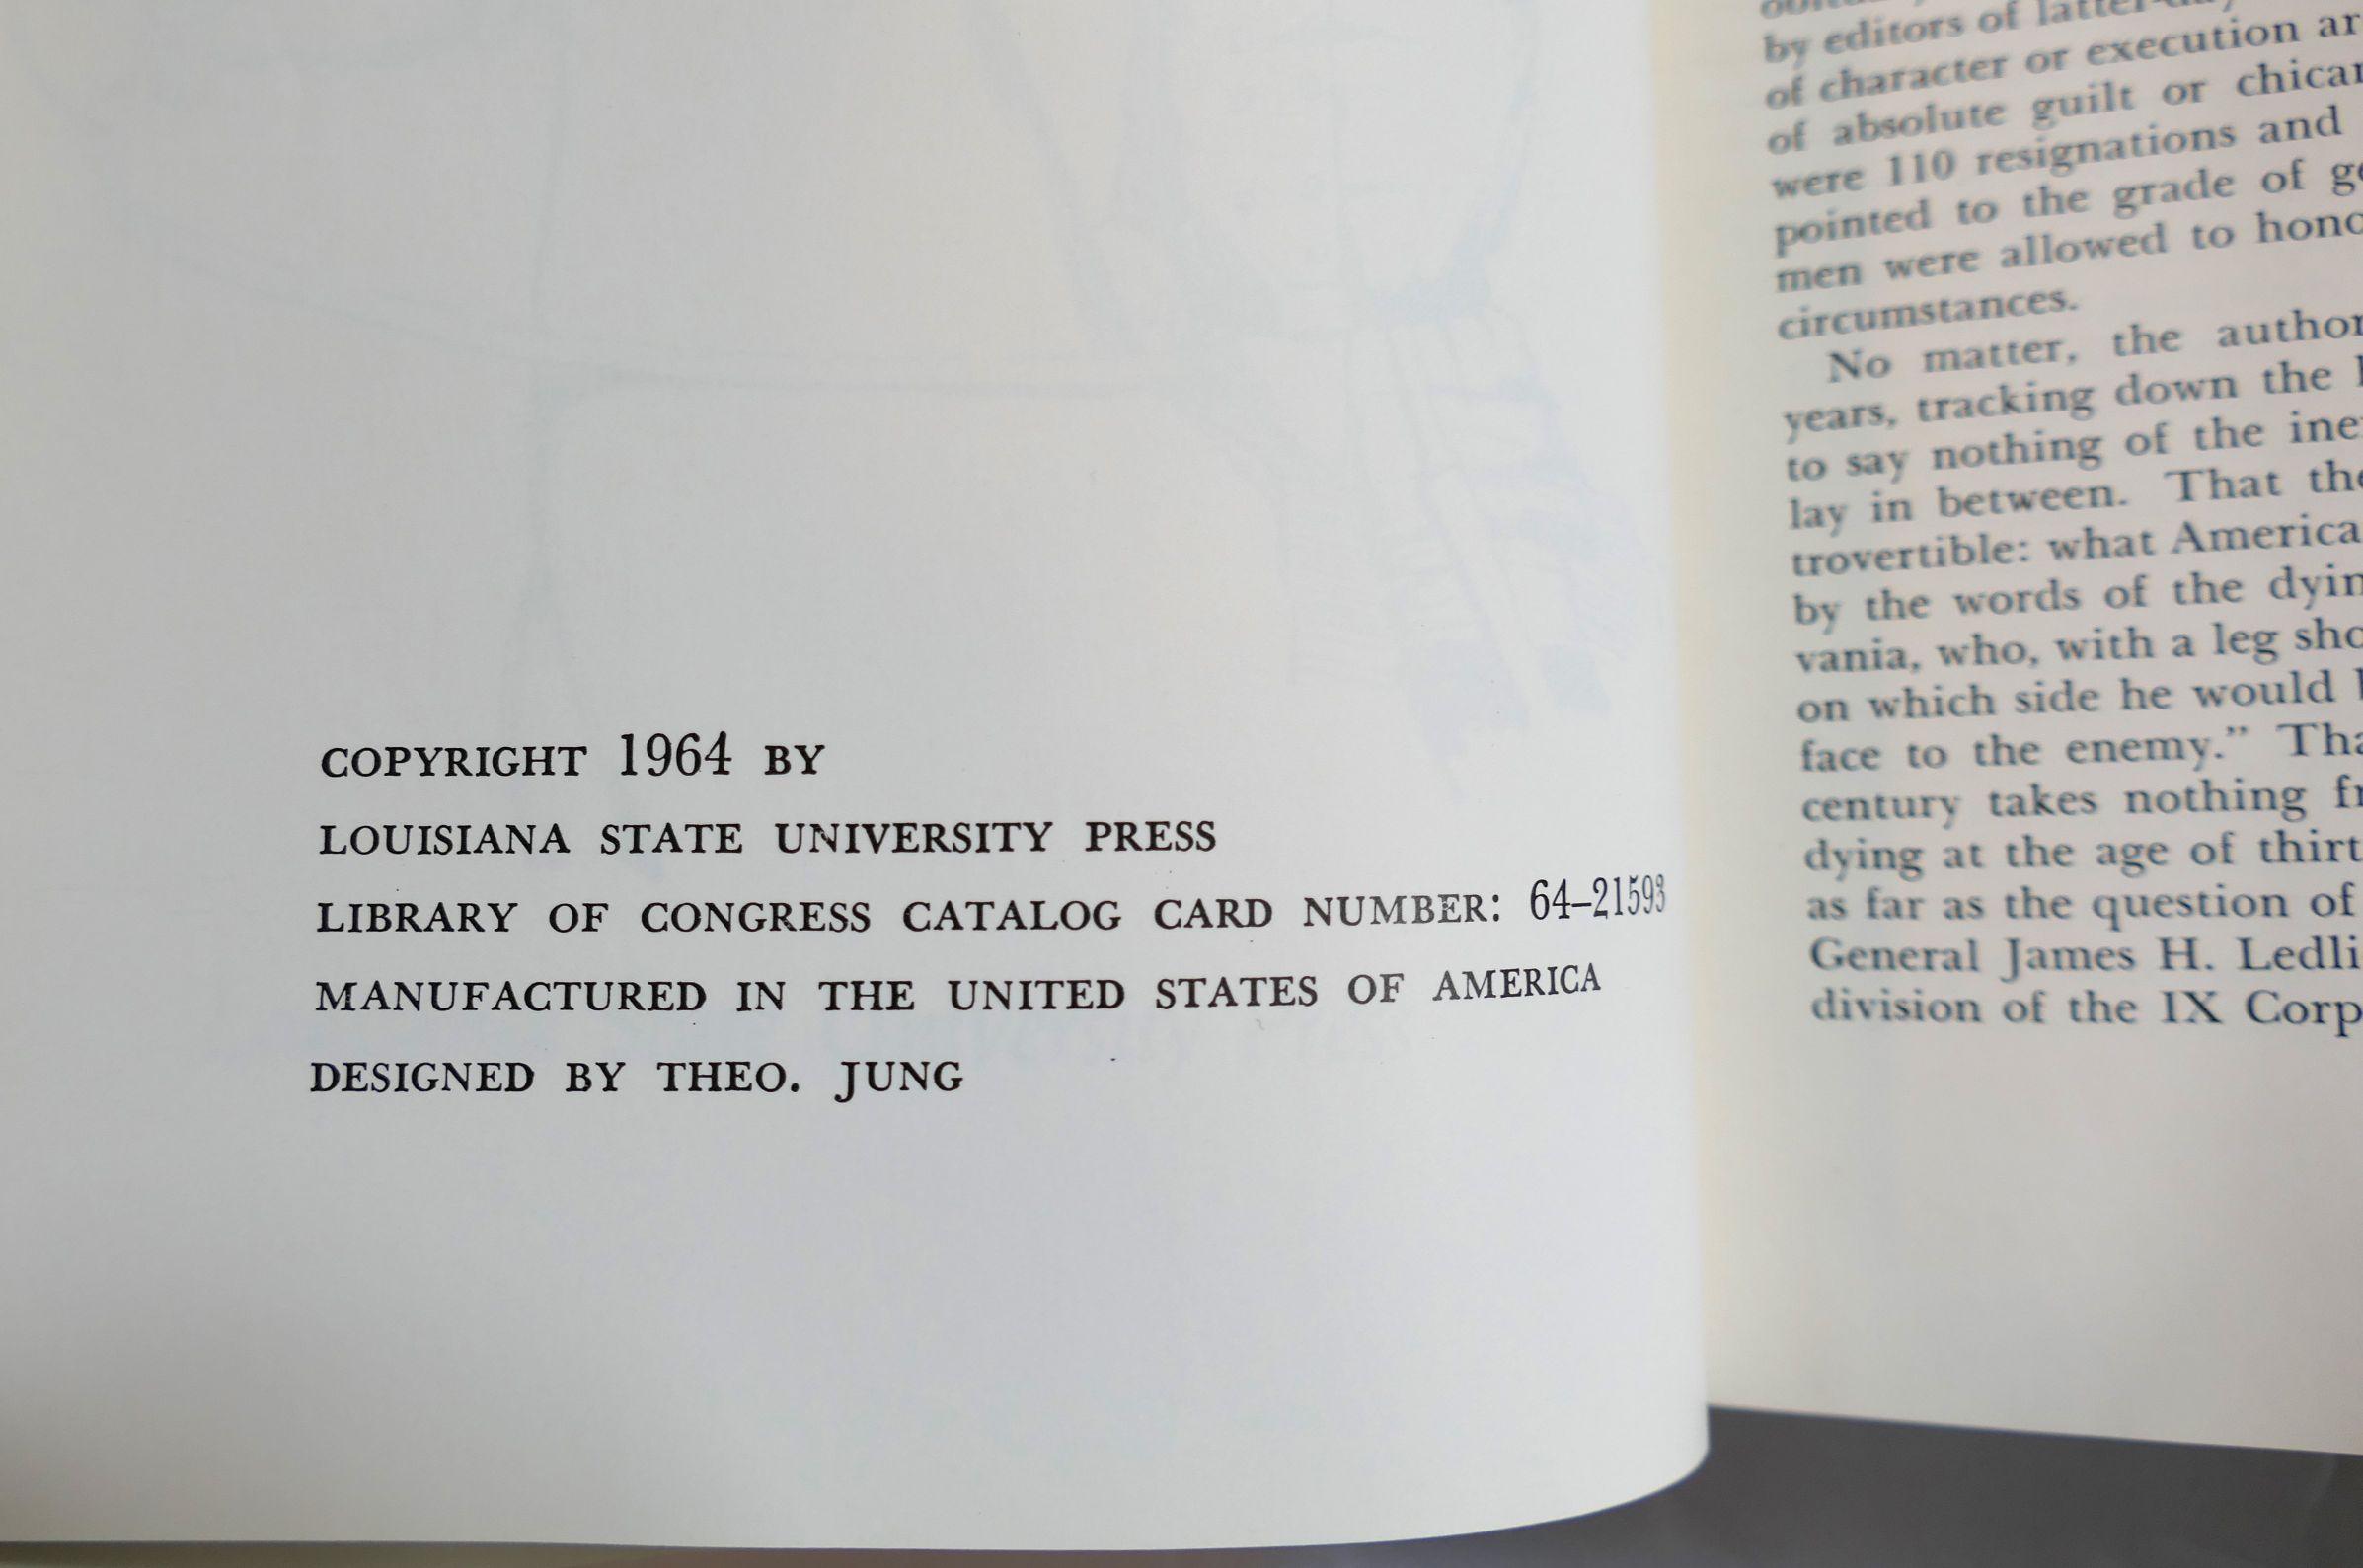 COPYRIGHT 1964 BY
LOUISIANA STATE UNIVERSITY PRESS
LIBRARY OF CONGRESS CATALOG CARD NUMBER: 64–21593
MANUFACTURED IN THE UNITED STATES OF AMERICA
DESIGNED BY THEO. JUNG
by editors of
of character or execution
of absolute guilt or
were 110 resignations and
pointed to the grade of
men were allowed to
circumstances.
No matter, the
years, tracking down the
to say nothing of the
lay in between. That
trovertible: what
by the words of the
vania, who, with a leg
on which side he would
face to the enemy.”
century takes nothing
dying at the age of
as far as the question of
General James H.
division of the IX